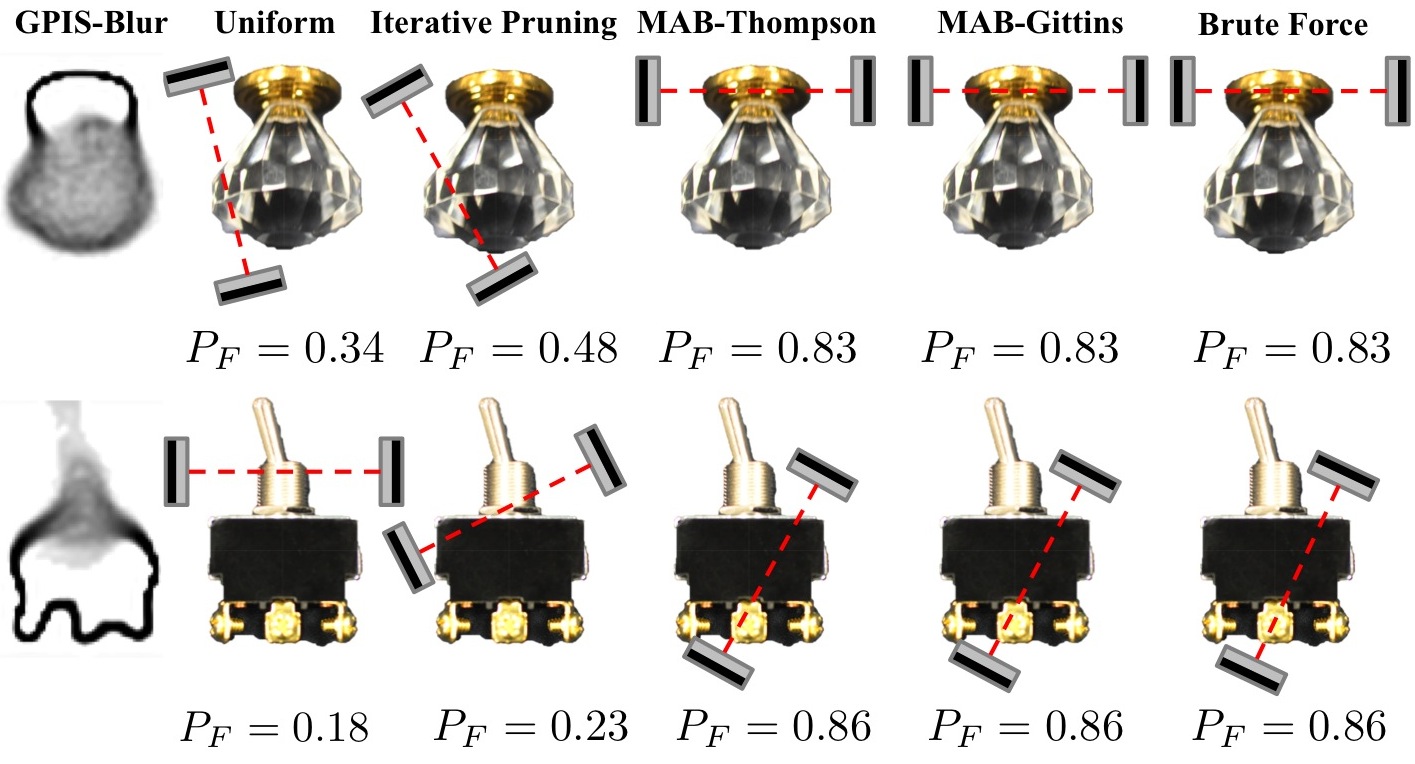 GPIS-Blur Uniform Iterative Pruning MAB-Thompson MAB-Gittins Brute Force
P_F = 0.34 P_F = 0.48 P_F = 0.83 P_F = 0.83 P_F = 0.83
P_F = 0.18 P_F = 0.23 P_F = 0.86 P_F = 0.86 P_F = 0.86